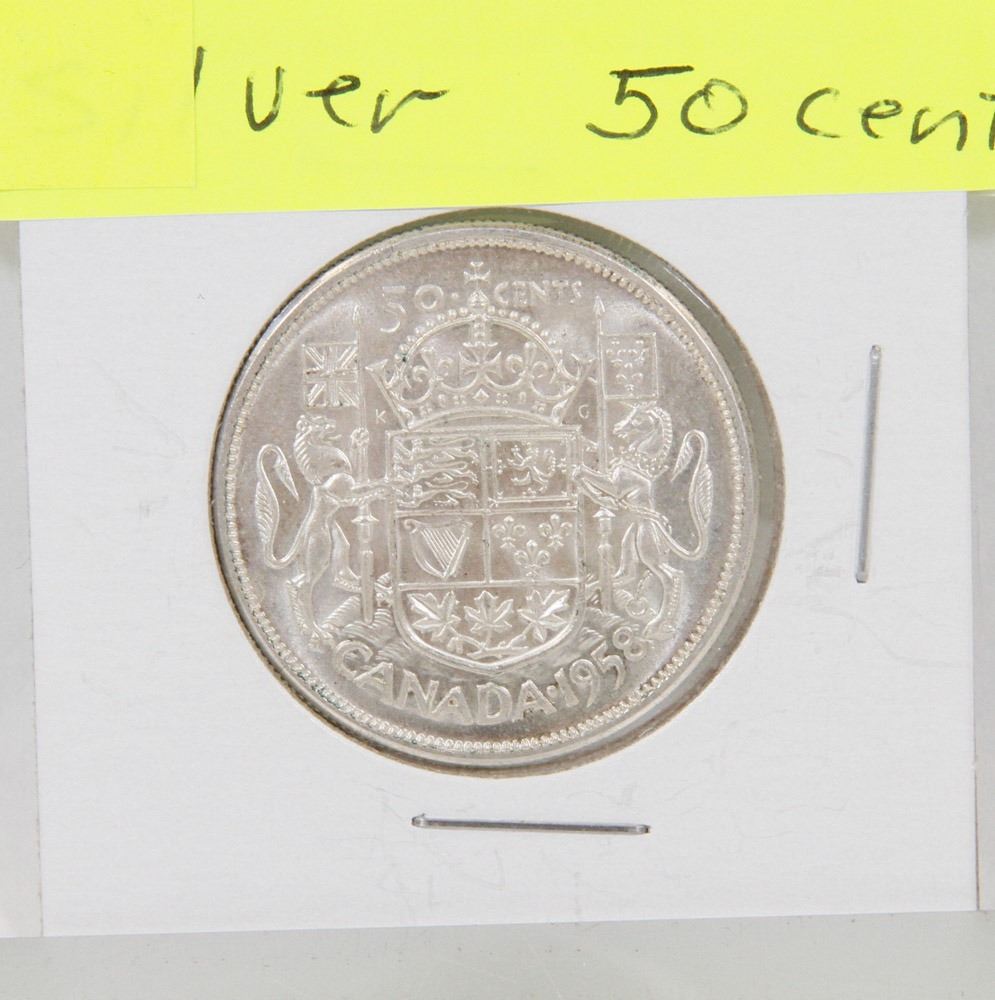 lver 50 cent
50 · CENTS
K G
CANADA · 1958